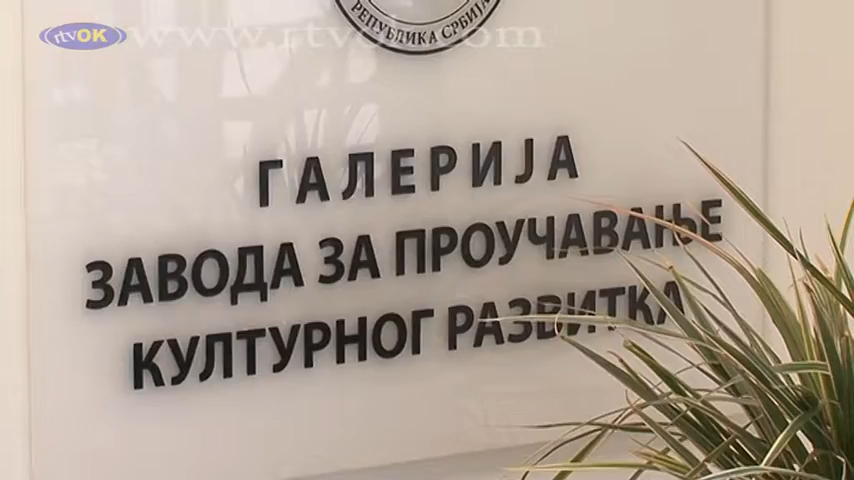 rtvOK
www.rtvok.com
РЕПУБЛИКА СРБИЈА
ГАЛЕРИЈА
ЗАВОДА ЗА ПРОУЧАВАЊЕ
КУЛТУРНОГ РАЗВИТКА